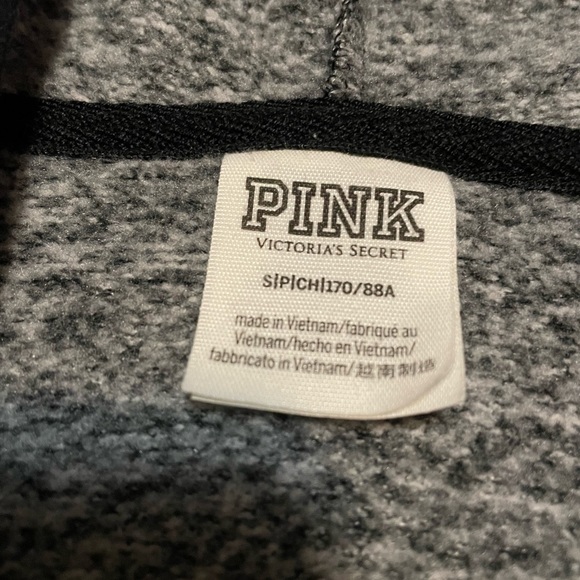 PINK
VICTORIA'S SECRET
S|P|CH|170/88A
made in Vietnam/fabriqué au
Vietnam/hecho en Vietnam/
fabbricato in Vietnam/越南制造